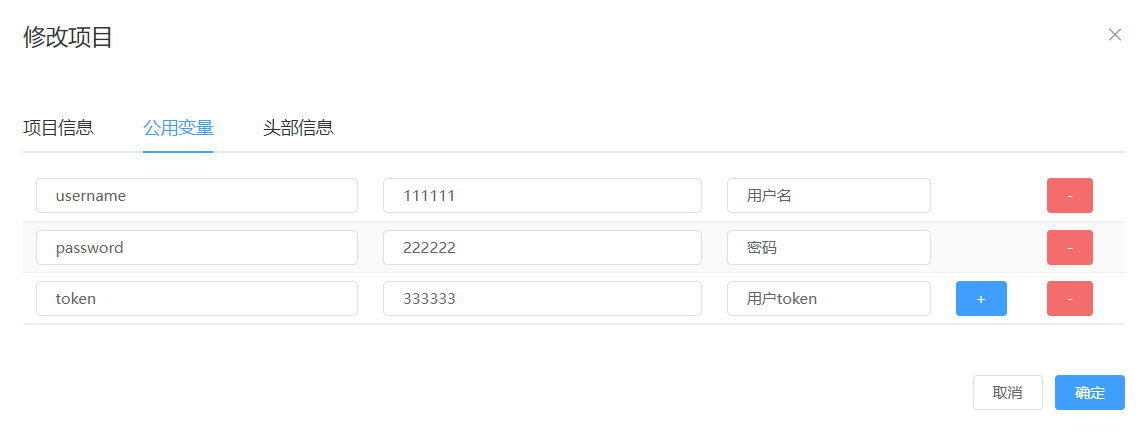 修改项目
项目信息 公用变量 头部信息
username 111111 用户名 -
password 222222 密码 -
token 333333 用户token + -
取消 确定